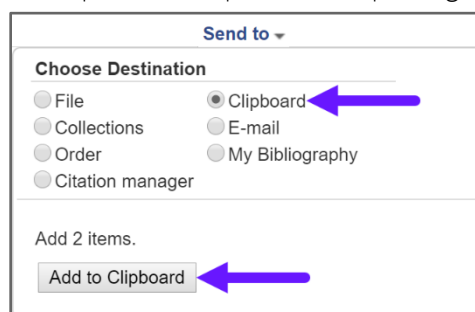 Send to
Choose Destination
File Clipboard
Collections E-mail
Order My Bibliography
Citation manager
Add 2 items.
Add to Clipboard